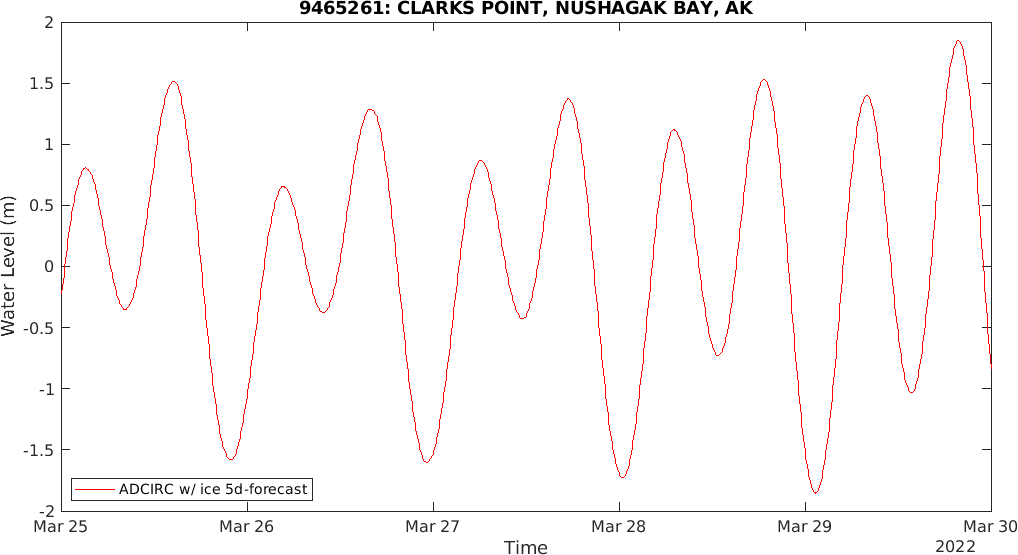 9465261: CLARKS POINT, NUSHAGAK BAY, AK
Water Level (m)
2
1.5
1
0.5
0
-0.5
-1
-1.5
-2
ADCIRC w/ ice 5d-forecast
Mar 25 Mar 26 Mar 27 Mar 28 Mar 29 Mar 30
2022
Time